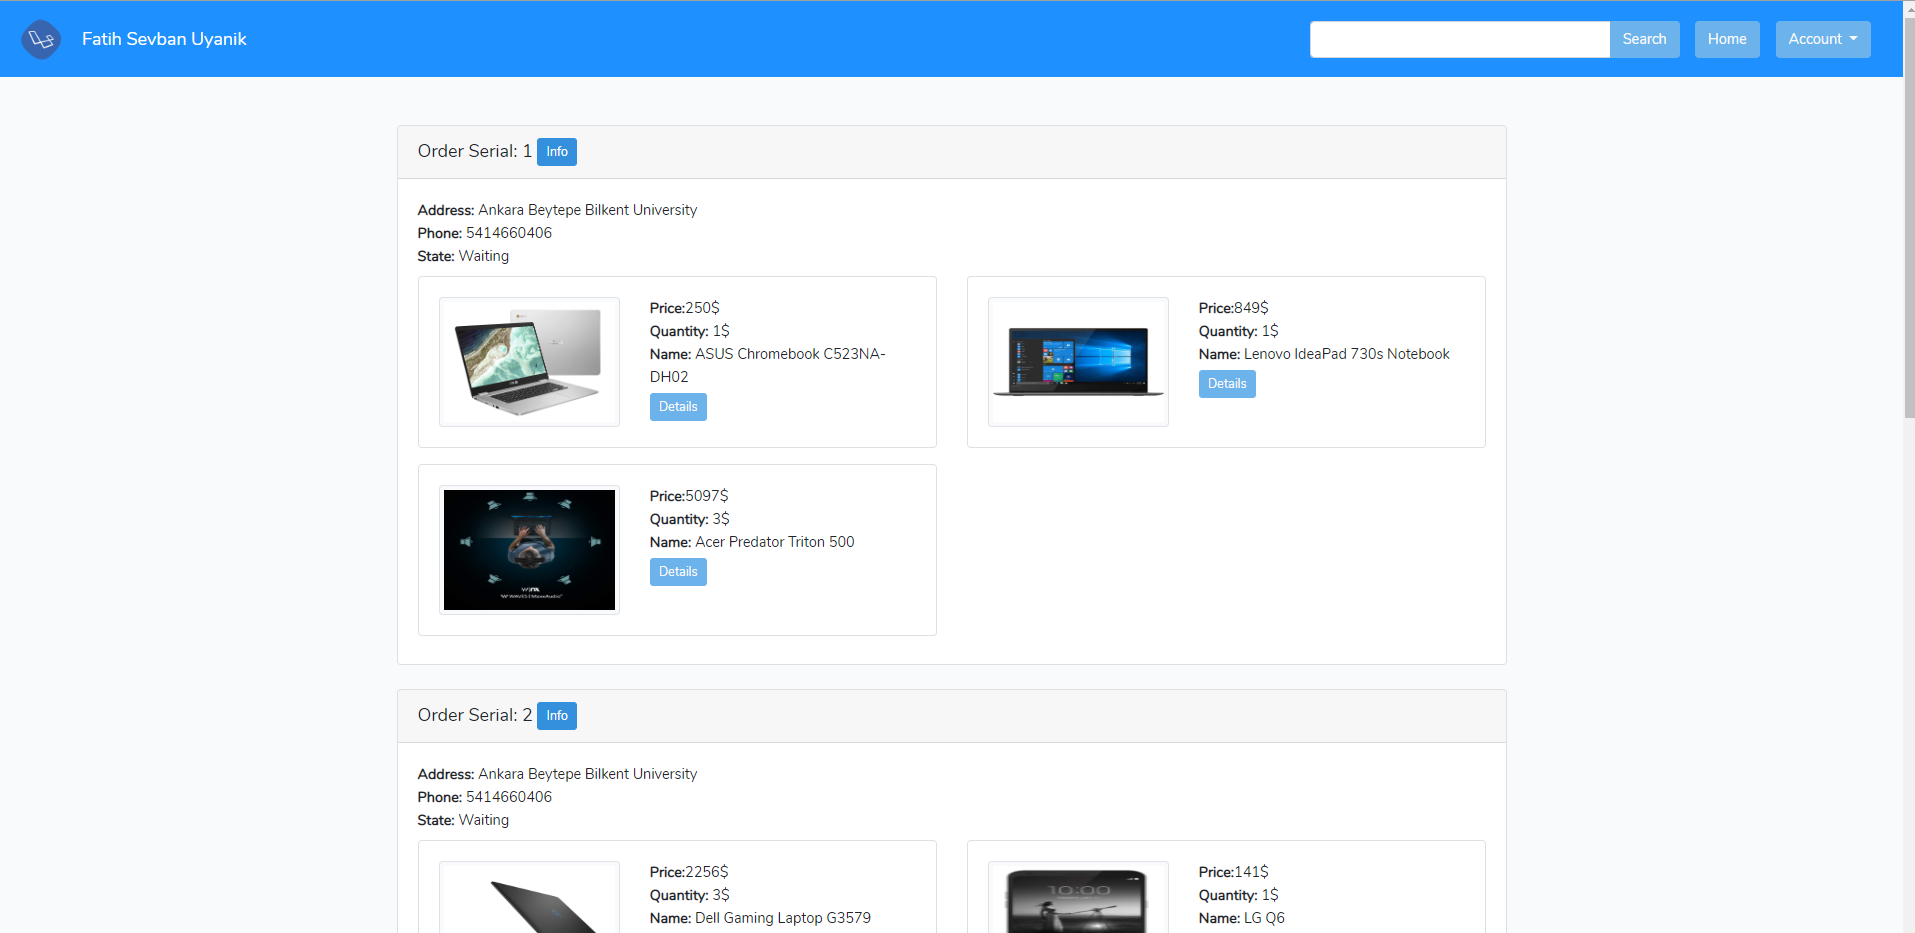 Fatih Sevban Uyanik
Search
Home
Account
Order Serial: 1 Info
Address: Ankara Beytepe Bilkent University
Phone: 5414660406
State: Waiting
Price:250$
Quantity: 1$
Name: ASUS Chromebook C523NA-
DH02
Details
Price:849$
Quantity: 1$
Name: Lenovo IdeaPad 730s Notebook
Details
Price:5097$
Quantity: 3$
Name: Acer Predator Triton 500
Details
Order Serial: 2 Info
Address: Ankara Beytepe Bilkent University
Phone: 5414660406
State: Waiting
Price:2256$
Quantity: 3$
Name: Dell Gaming Laptop G3579
10:00
Price:141$
Quantity: 1$
Name: LG Q6